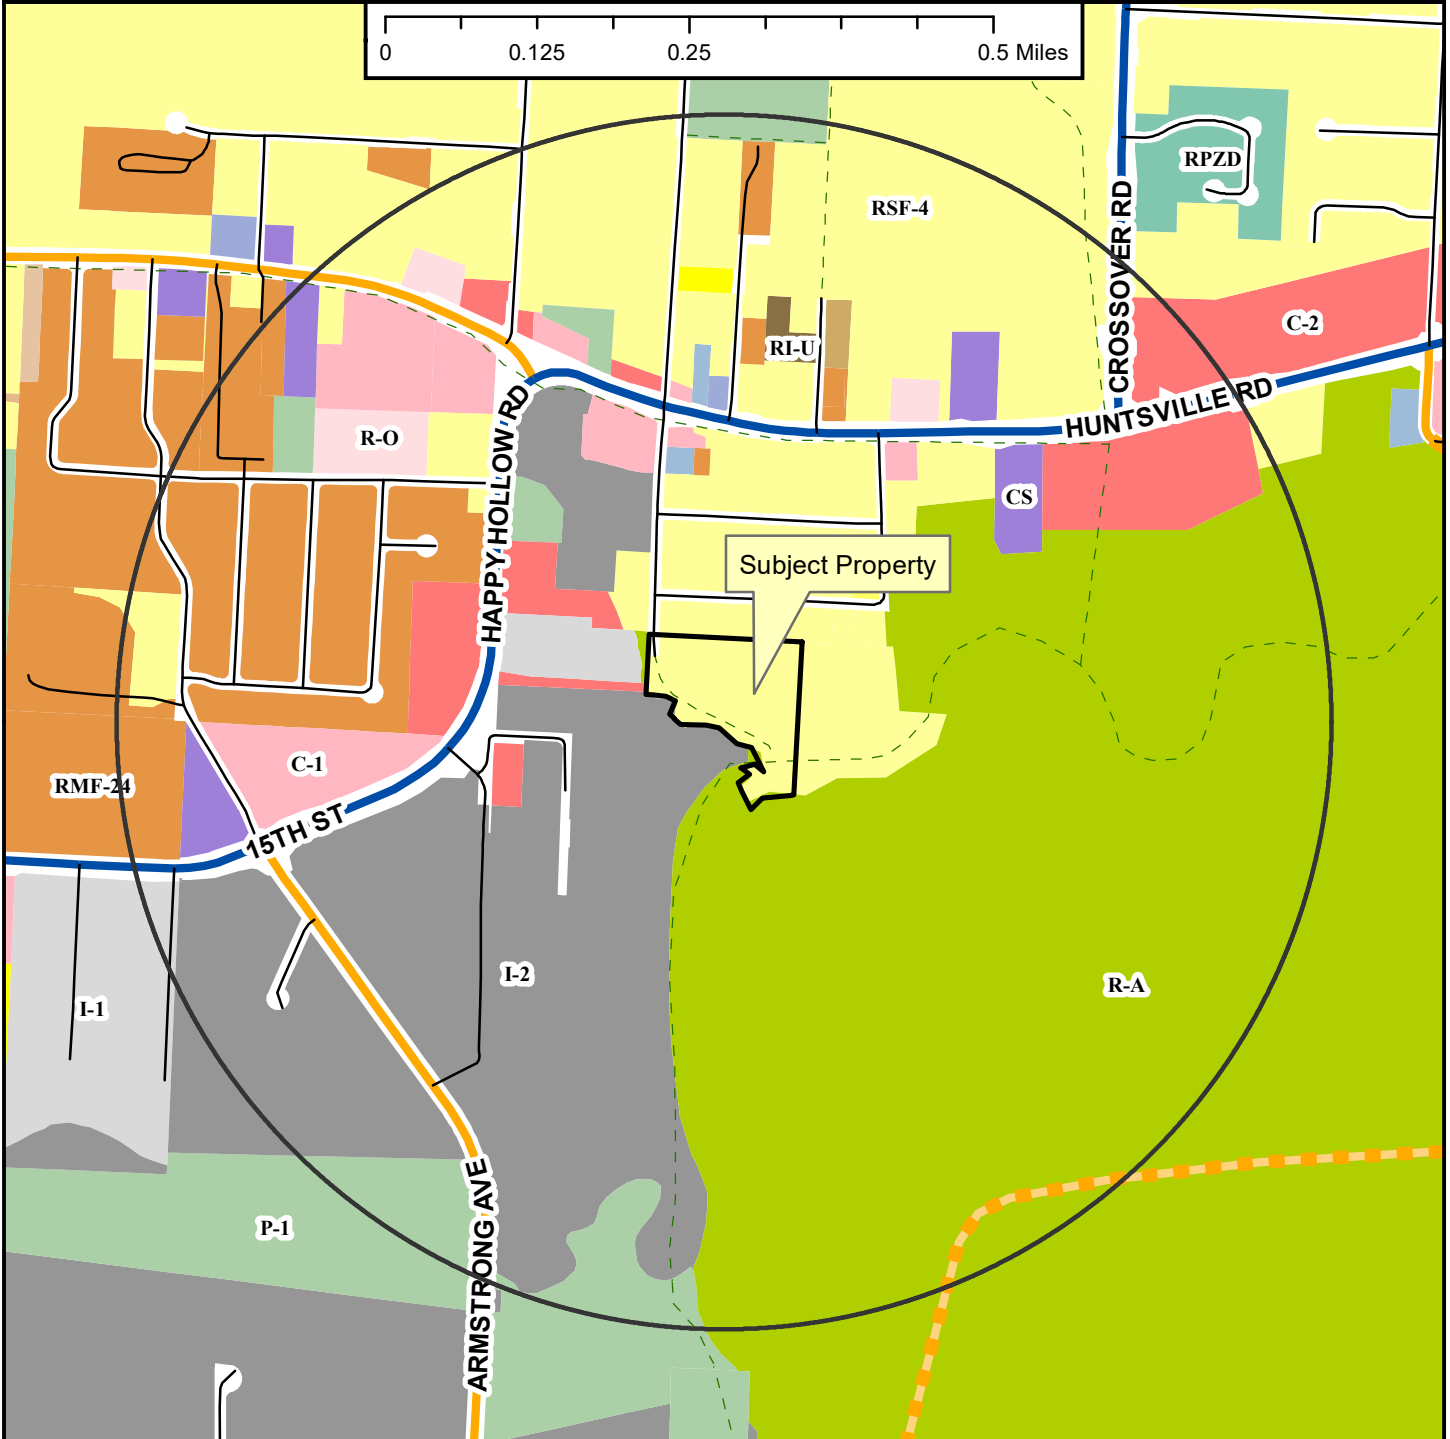 0 0.125 0.25 0.5 Miles
RPZD
RSF-4
CROSSOVER RD
C-2
RI-U
HUNTSVILLE RD
HAPPY HOLLOW RD
R-O
CS
Subject Property
C-1
RMF-24
15TH ST
I-2
R-A
I-1
P-1
ARMSTRONG AVE